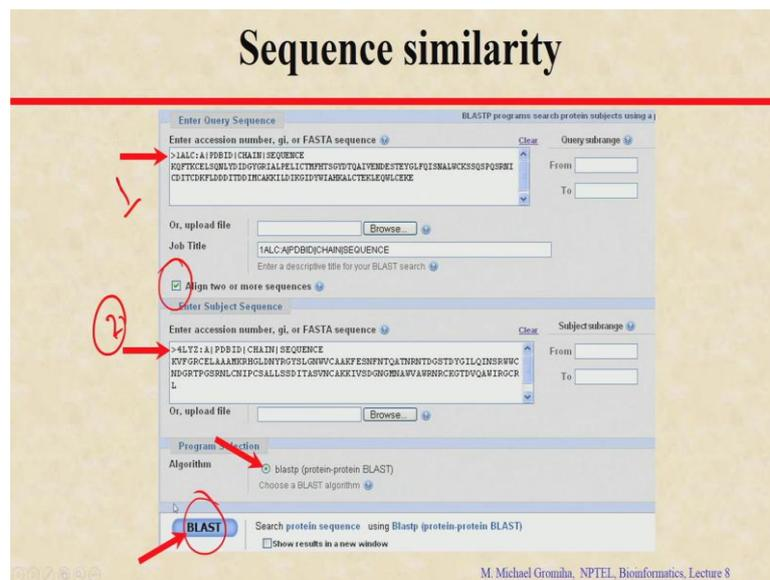 Sequence similarity
Enter Query Sequence
BLASTP programs search protein subjects using a p
Enter accession number, gi, or FASTA sequence
Clear
Query subrange
>1ALC:A|PDBID|CHAIN|SEQUENCE
KQFTKCELSQNLYDIDGYGRIALPELICTMFHTSGYDTQAIVENDESTEYGLFQISNALWCKSSQSPQSRNI
CDITCDKFLDDDITDDIMCAKKILDIKGIDYWIAHKALCTEKLEQWLCEKE
From
To
Or, upload file
Browse...
Job Title
1ALC:A|PDBID|CHAIN|SEQUENCE
Enter a descriptive title for your BLAST search
1
Align two or more sequences
2
Enter Subject Sequence
Enter accession number, gi, or FASTA sequence
Clear
Subject subrange
>4LYZ:A|PDBID|CHAIN|SEQUENCE
KVFGRCELAAAMKRHGLDNYRGYSLGNWVCAAKFESNFNTQATNRNTDGSTDYGILQINSRWWC
NDGRTPGSRNLCNIPCSALLSSDITASVNCAKKIVSDGNGMNAWVAWRNRCKGTDVQAWIRGCR
L
From
To
Or, upload file
Browse...
Program Selection
Algorithm
blastp (protein-protein BLAST)
Choose a BLAST algorithm
BLAST
Search protein sequence using Blastp (protein-protein BLAST)
Show results in a new window
M. Michael Gromiha, NPTEL, Bioinformatics, Lecture 8